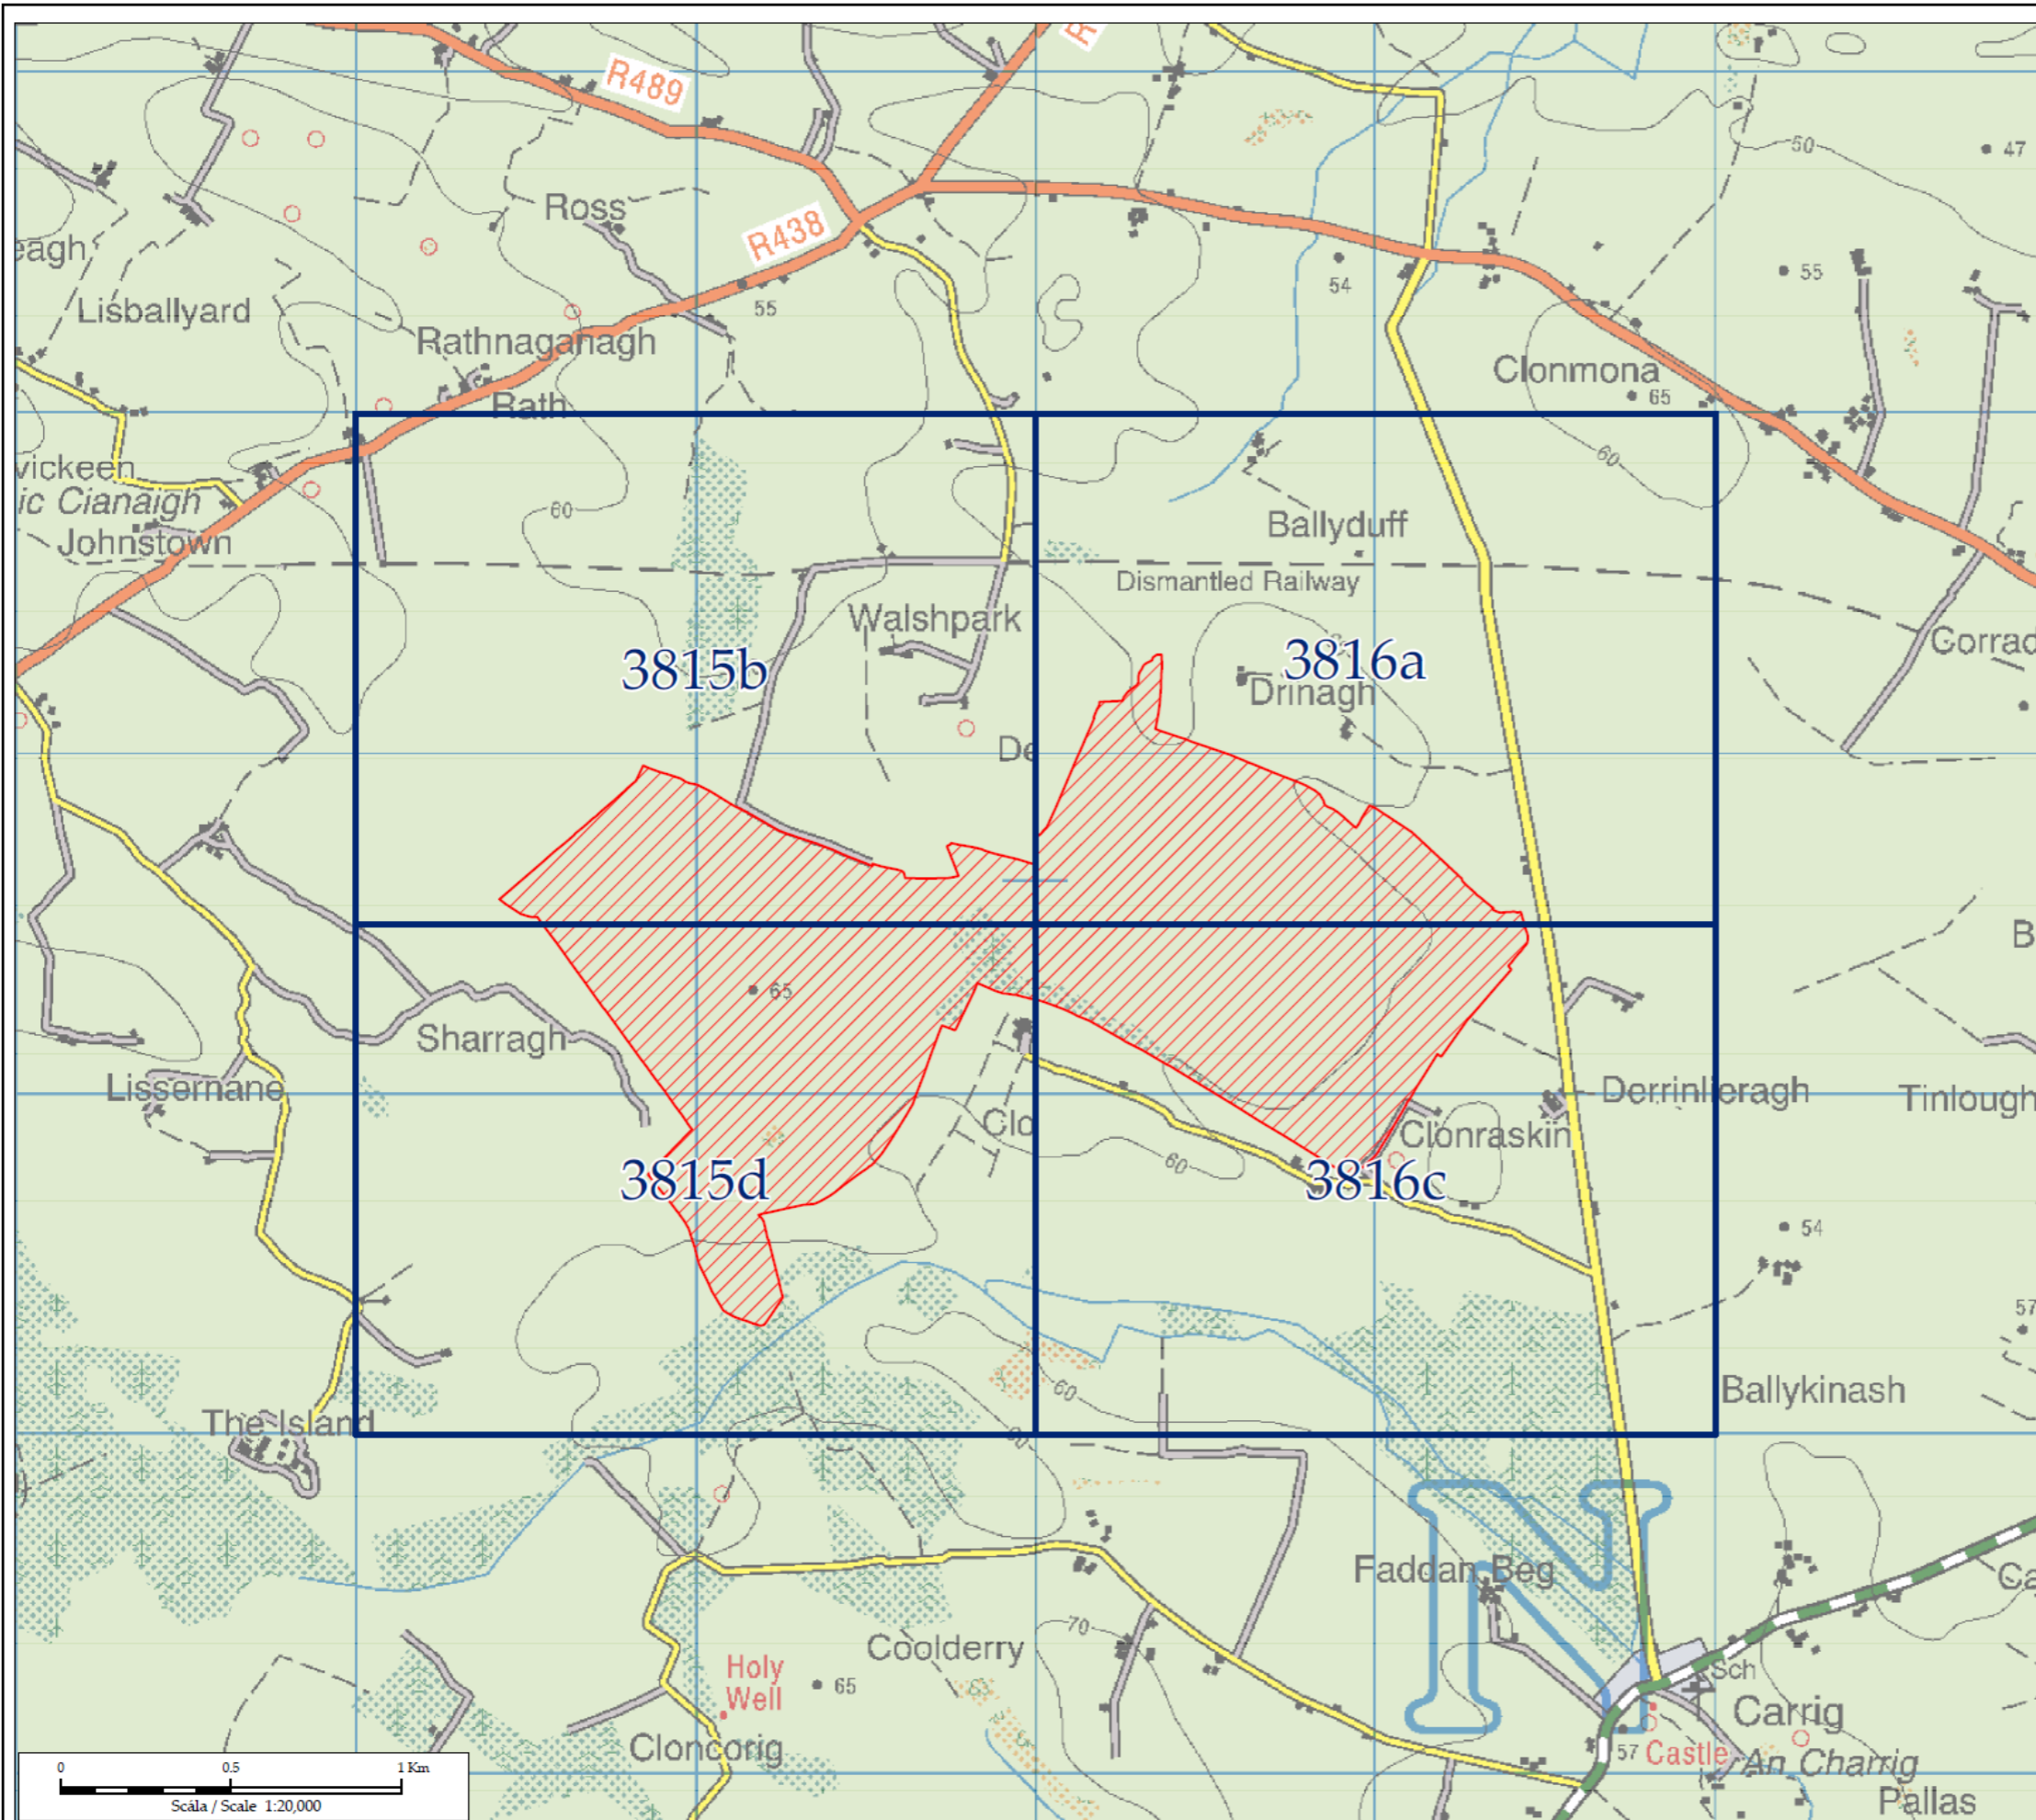 R489
Ross
R438
50
47
54
55
55
Lisballyard
Rathnaganagh
Rath
Clonmona
65
60
vickeen
ic Cianaigh
Johnstown
60
Ballyduff
Dismantled Railway
Walshpark
3815b
3816a
Drinagh
Corrad
De
65
Sharragh
Lissernane
Clo
Derrinlieragh
Tinlough
Clonraskin
60
3815d
3816c
54
57
60
Ballykinash
The Island
Faddan Beg
70
Coolderry
Holy
Well
65
Sch
Carrig
57
Castle
An Charrig
Cloncorig
Pallas
N
0 0.5 1 Km
Scála / Scale 1:20,000